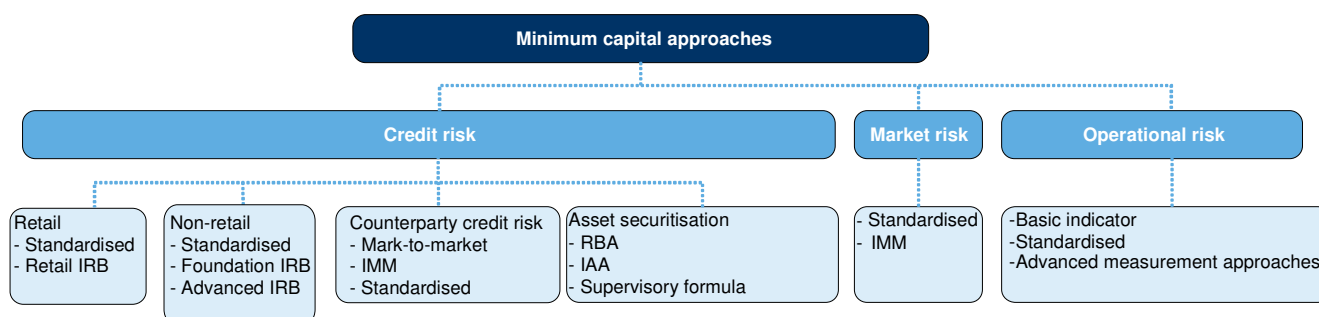 Minimum capital approaches
Credit risk
Market risk
Operational risk
Retail
- Standardised
- Retail IRB
Non-retail
- Standardised
- Foundation IRB
- Advanced IRB
Counterparty credit risk
- Mark-to-market
- IMM
- Standardised
Asset securitisation
- RBA
- IAA
- Supervisory formula
- Standardised
- IMM
-Basic indicator
-Standardised
-Advanced measurement approaches